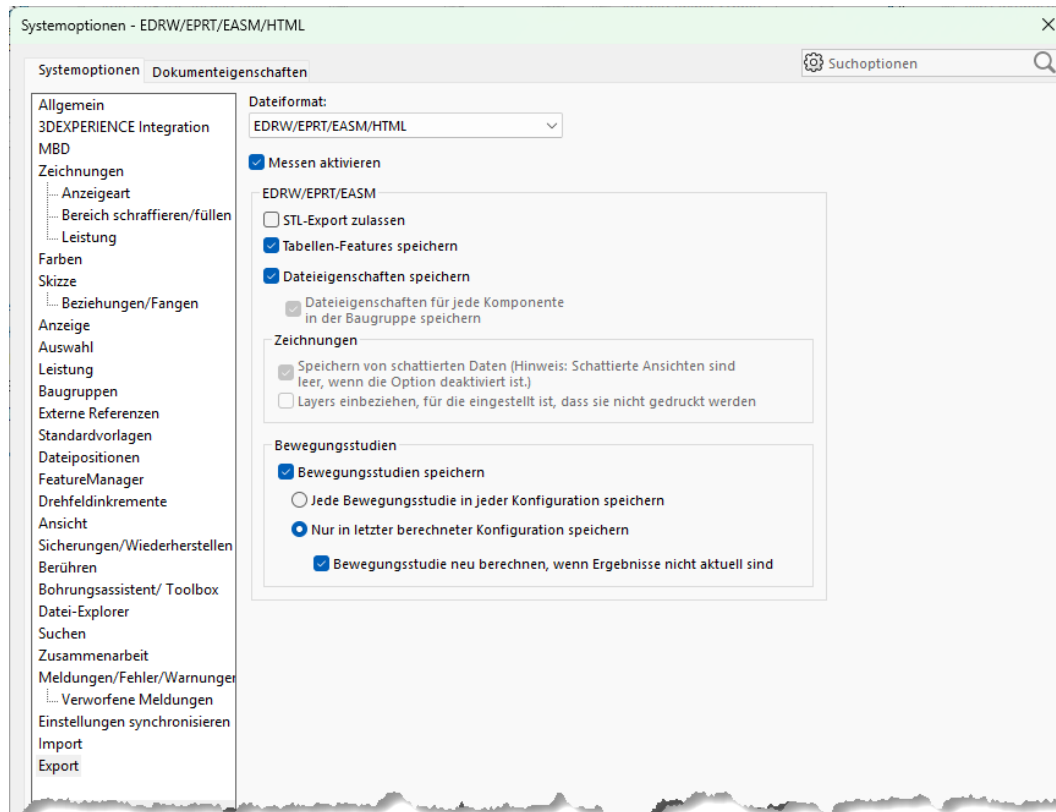 Systemoptionen - EDRW/EPRT/EASM/HTML
Systemoptionen
Dokumenteigenschaften
Suchoptionen
Allgemein
3DEXPERIENCE Integration
MBD
Zeichnungen
Anzeigeart
Bereich schraffieren/füllen
Leistung
Farben
Skizze
Beziehungen/Fangen
Anzeige
Auswahl
Leistung
Baugruppen
Externe Referenzen
Standardvorlagen
Dateipositionen
FeatureManager
Drehfeldinkremente
Ansicht
Sicherungen/Wiederherstellen
Berühren
Bohrungsassistent/ Toolbox
Datei-Explorer
Suchen
Zusammenarbeit
Meldungen/Fehler/Warnungen
Verworfene Meldungen
Einstellungen synchronisieren
Import
Export
Dateiformat:
EDRW/EPRT/EASM/HTML
Messen aktivieren
EDRW/EPRT/EASM
STL-Export zulassen
Tabellen-Features speichern
Dateieigenschaften speichern
Dateieigenschaften für jede Komponente
in der Baugruppe speichern
Zeichnungen
Speichern von schattierten Daten (Hinweis: Schattierte Ansichten sind
leer, wenn die Option deaktiviert ist.)
Layers einbeziehen, für die eingestellt ist, dass sie nicht gedruckt werden
Bewegungsstudien
Bewegungsstudien speichern
Jede Bewegungsstudie in jeder Konfiguration speichern
Nur in letzter berechneter Konfiguration speichern
Bewegungsstudie neu berechnen, wenn Ergebnisse nicht aktuell sind